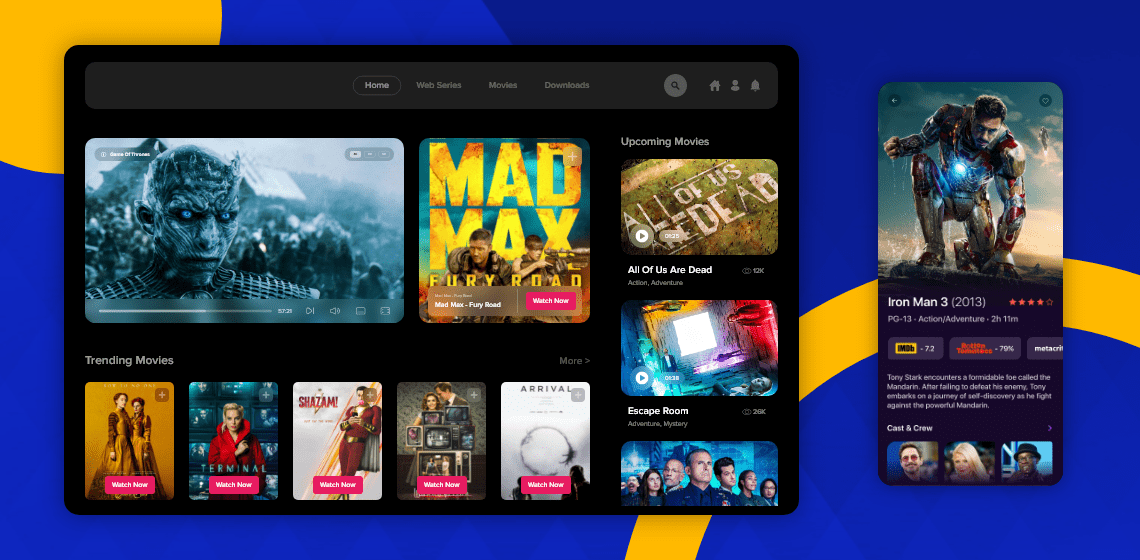 Home
Web Series
Movies
Downloads
Game Of Thrones
57:21
MAD
MAX
FURY ROAD
Mad Max - Fury Road
Mad Max - Fury Road
Watch Now
Upcoming Movies
ALL OF US
ARE DEAD
01:25
All Of Us Are Dead
12K
Action, Adventure
01:38
Escape Room
26K
Adventure, Mystery
Trending Movies
More >
Watch Now
TERMINAL
Watch Now
SHAZAM!
Watch Now
Watch Now
ARRIVAL
Watch Now
Iron Man 3 (2013)
PG-13 • Action/Adventure • 2h 11m
IMDb - 7.2
Rotten Tomatoes - 79%
metacrit
Tony Stark encounters a formidable foe called the
Mandarin. After failing to defeat his enemy, Tony
embarks on a journey of self-discovery as he fight
against the powerful Mandarin.
Cast & Crew